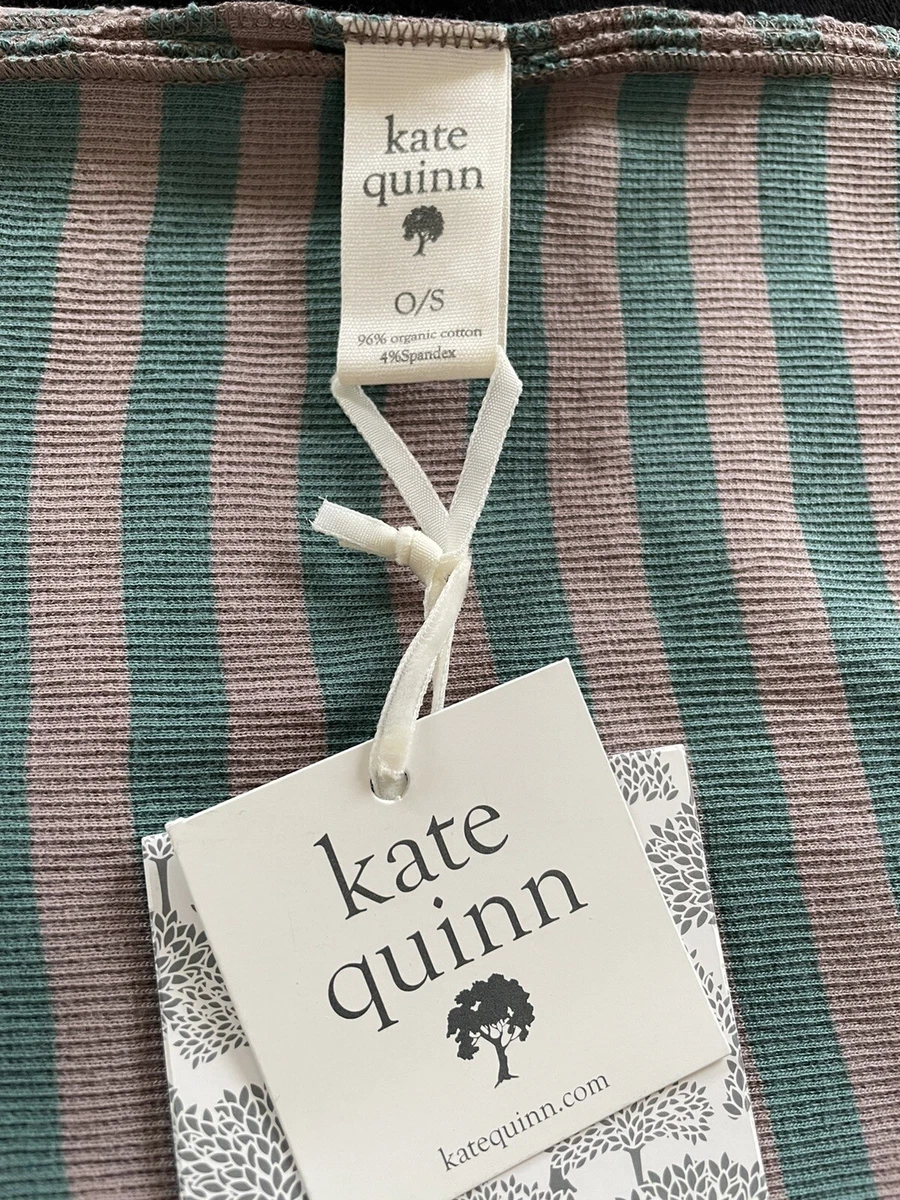 kate
quinn
O/S
96% organic cotton
4%Spandex
kate
quinn
katequinn.com